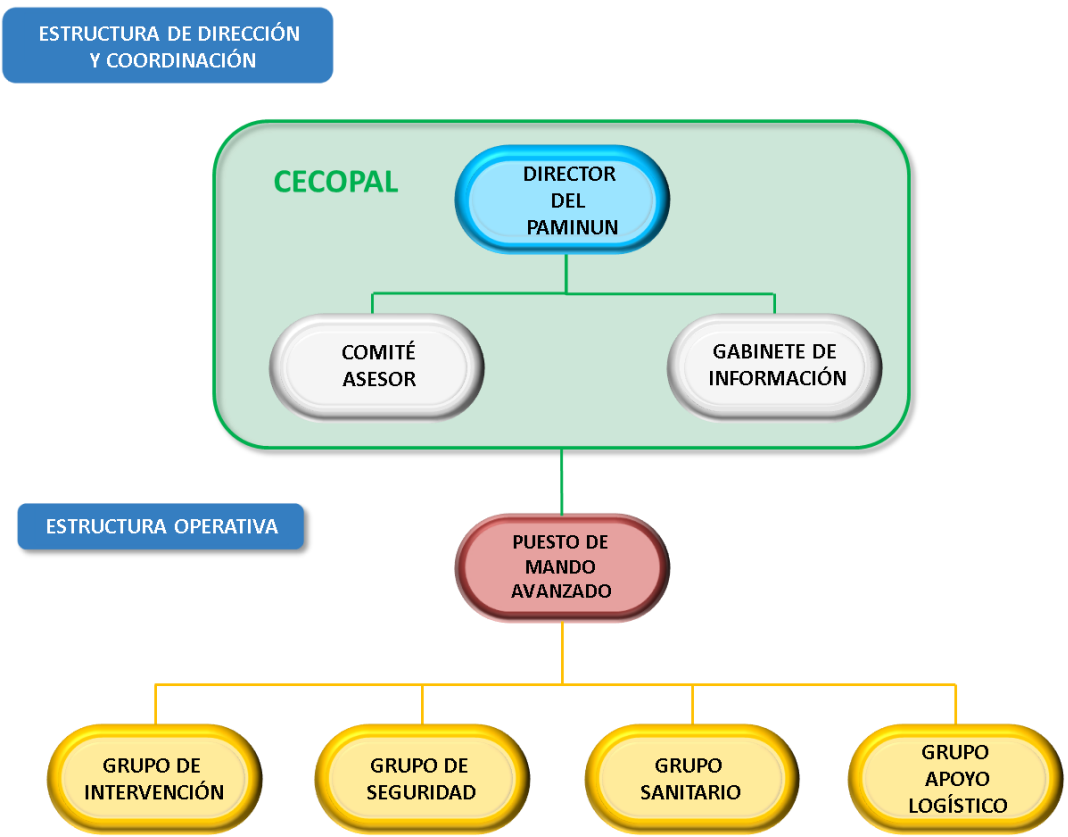 ESTRUCTURA DE DIRECCIÓN
Y COORDINACIÓN
CECOPAL
DIRECTOR
DEL
PAMINUN
COMITÉ
ASESOR
GABINETE DE
INFORMACIÓN
ESTRUCTURA OPERATIVA
PUESTO DE
MANDO
AVANZADO
GRUPO DE
INTERVENCIÓN
GRUPO DE
SEGURIDAD
GRUPO
SANITARIO
GRUPO
APOYO
LOGÍSTICO